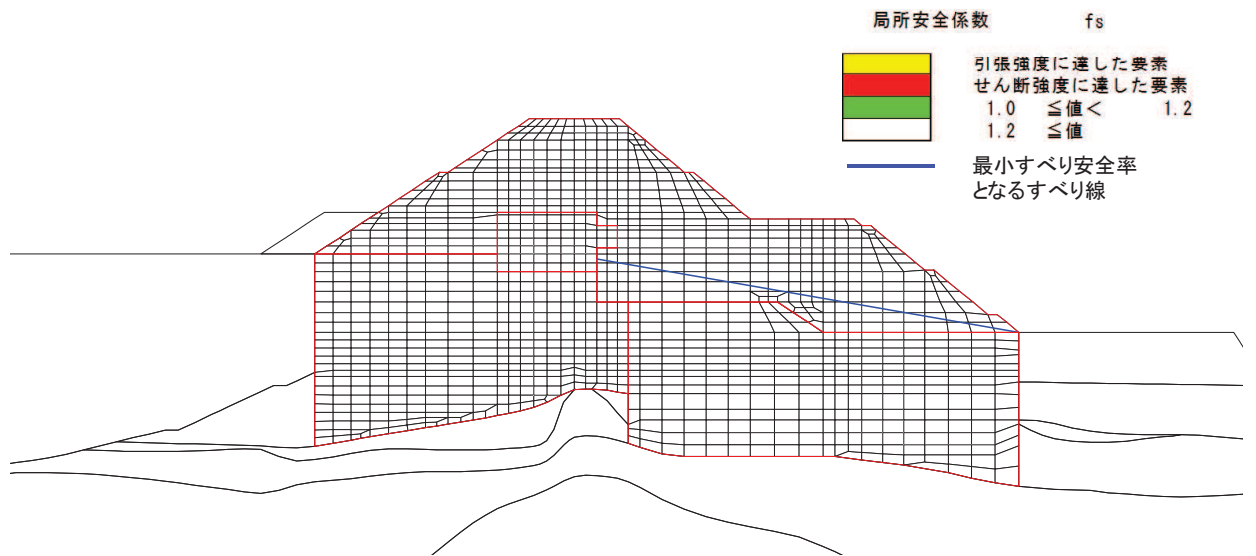 局所安全係数 fs
引張強度に達した要素
せん断強度に達した要素
1.0 ≦値< 1.2
1.2 ≦値
最小すべり安全率
となるすべり線